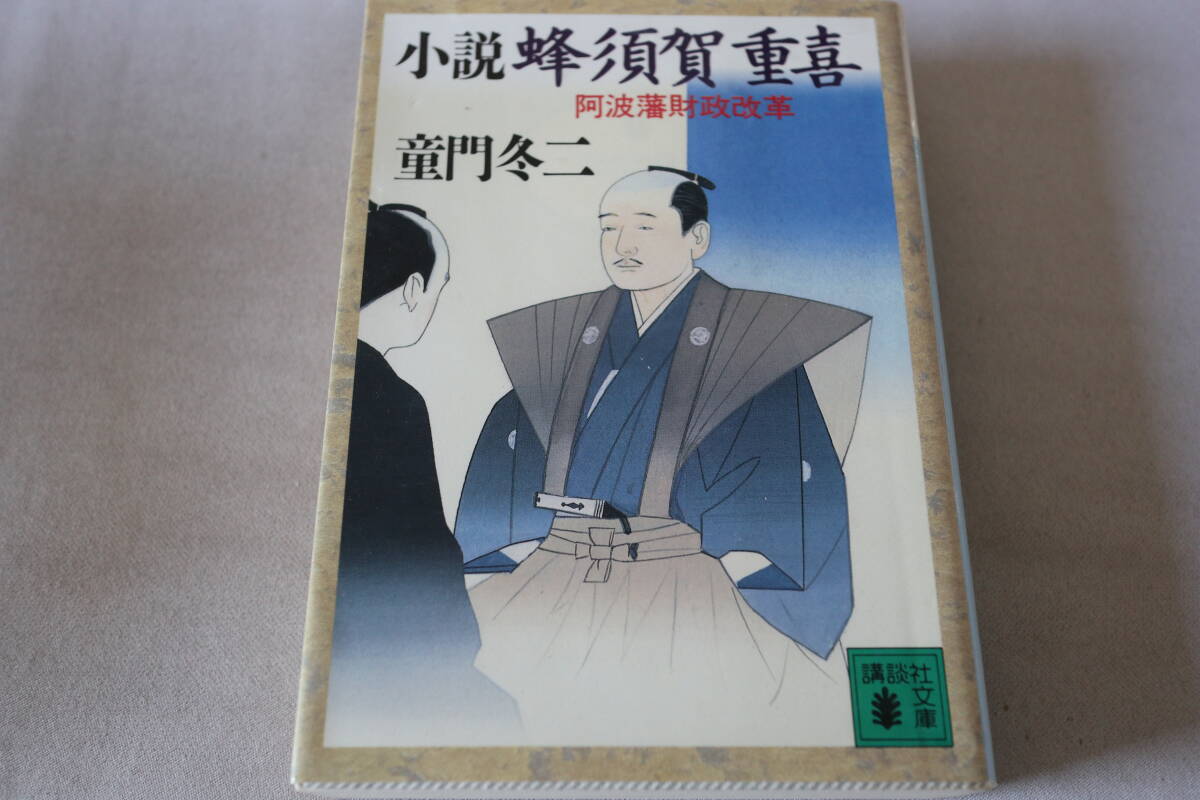 小説 蜂須賀重喜
阿波藩財政改革
童門冬二
講談社
文庫